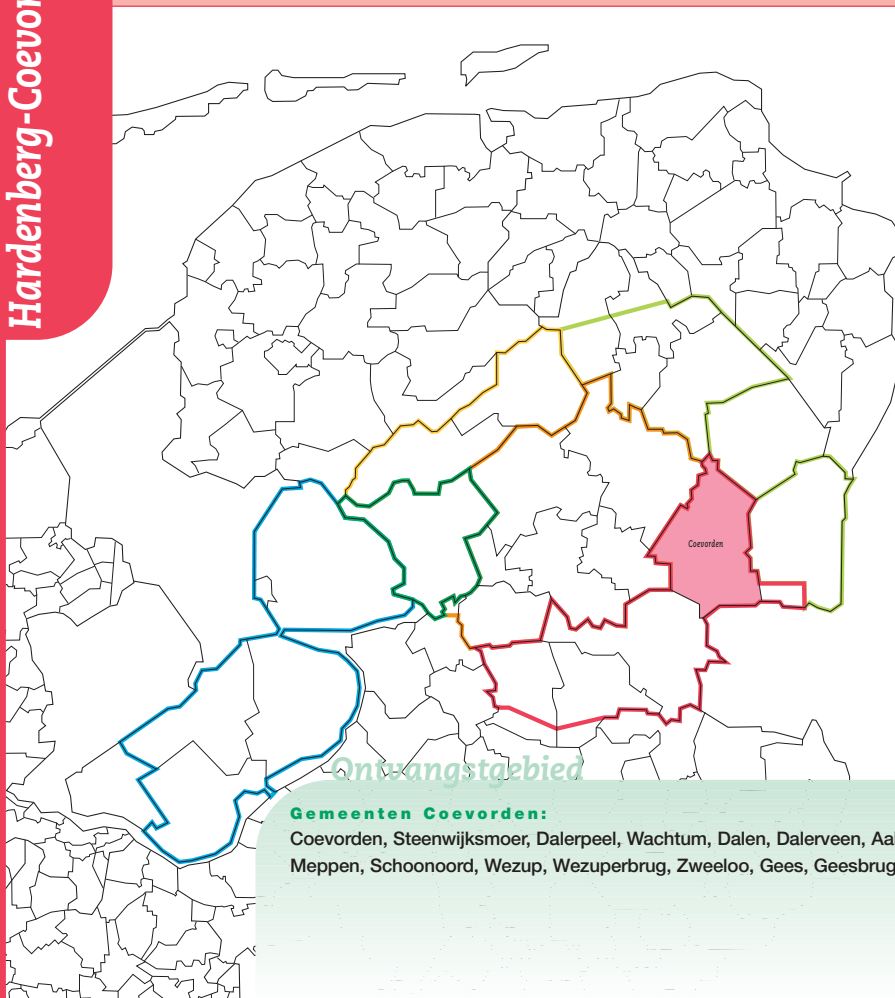 Hardenberg-Coevor
Coevorden
Ontvangstgebied
Gemeenten Coevorden:
Coevorden, Steenwijksmoer, Dalerpeel, Wachtum, Dalen, Dalerveen, Aal
Meppen, Schoonoord, Wezup, Wezuperbrug, Zweeloo, Gees, Geesbrug